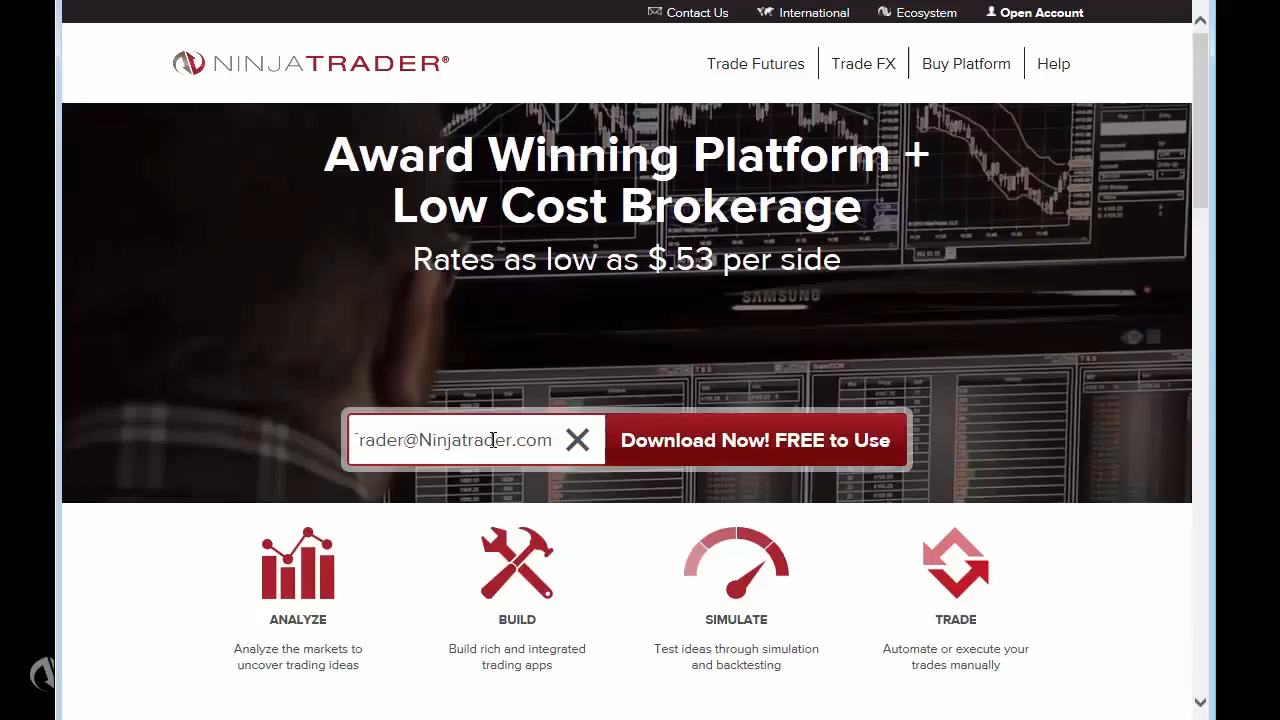 Contact Us International Ecosystem Open Account
NINJATRADER®
Trade Futures Trade FX Buy Platform Help
Award Winning Platform +
Low Cost Brokerage
Rates as low as $.53 per side
SAMSUNG
rader@Ninjatrader.com
Download Now! FREE to Use
ANALYZE
Analyze the markets to
uncover trading ideas
BUILD
Build rich and integrated
trading apps
SIMULATE
Test ideas through simulation
and backtesting
TRADE
Automate or execute your
trades manually